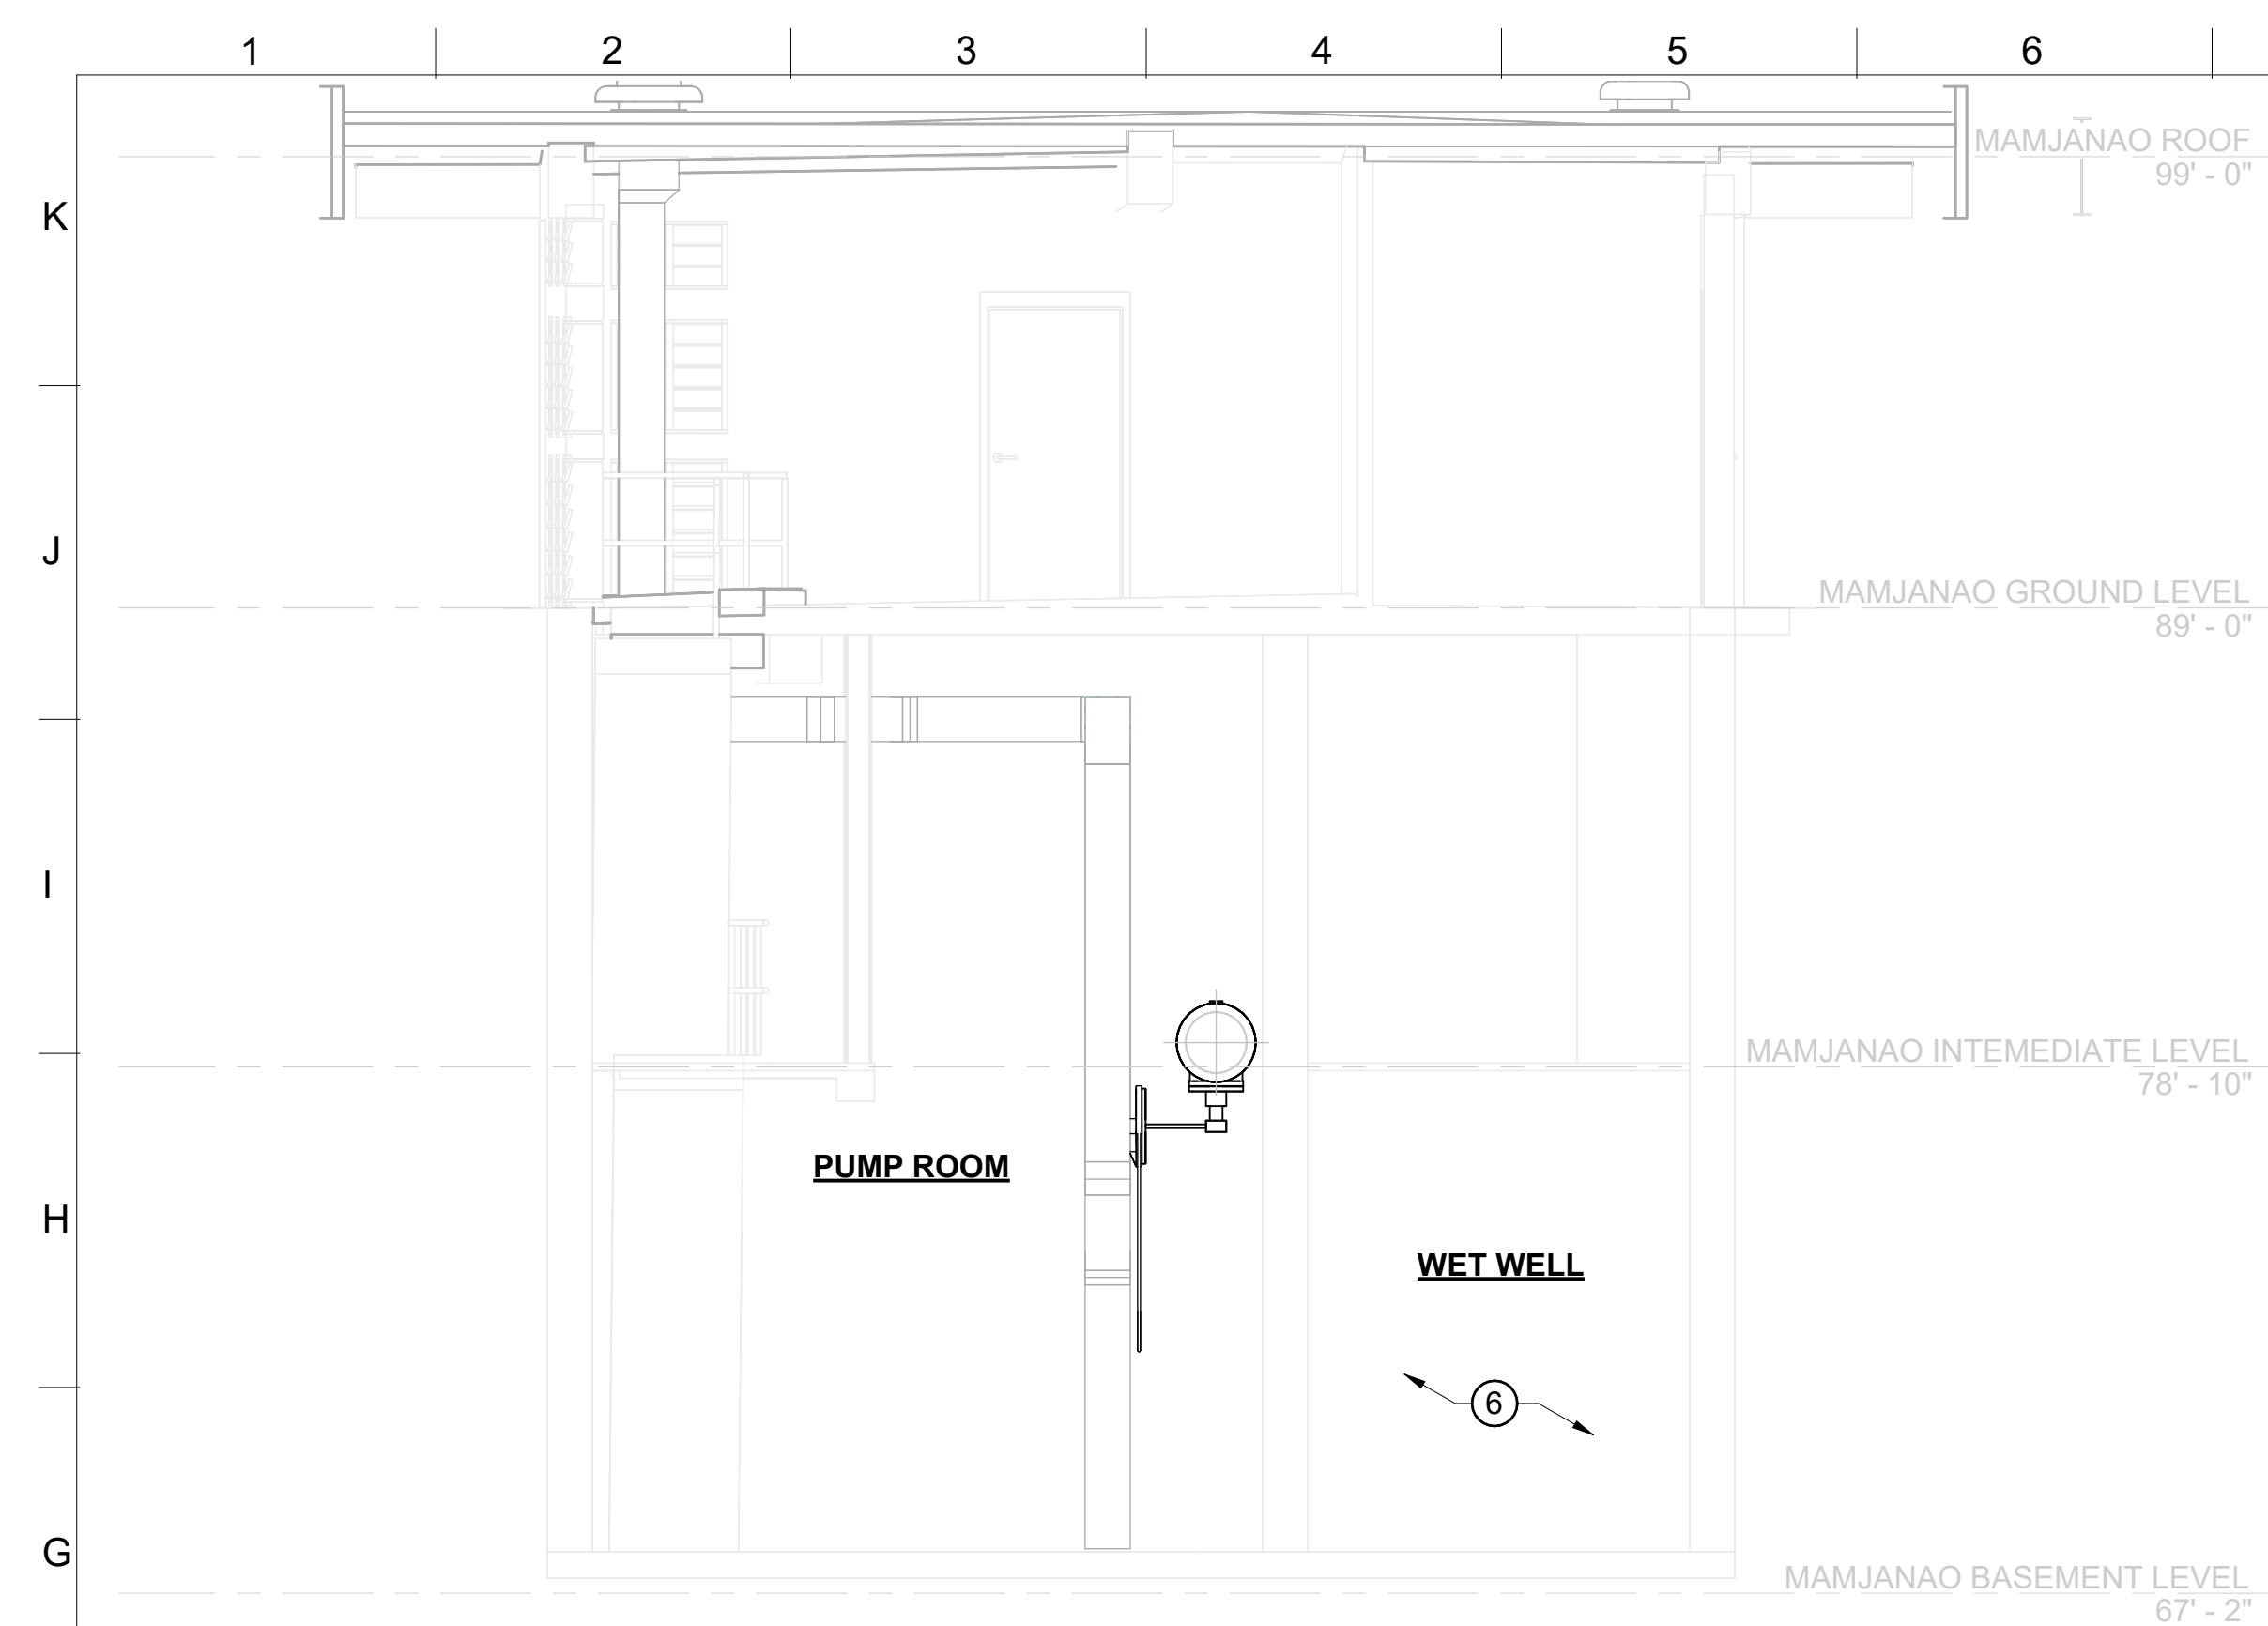 1 2 3 4 5 6
MAMJANAO ROOF
99' - 0"
K
J
MAMJANAO GROUND LEVEL
89' - 0"
I
MAMJANAO INTEMEDIATE LEVEL
78' - 10"
PUMP ROOM
H
WET WELL
6
G
MAMJANAO BASEMENT LEVEL
67' - 2"